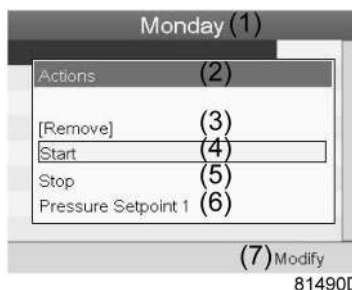 Monday (1)
Actions (2)
[Remove] (3)
Start (4)
Stop (5)
Pressure Setpoint 1 (6)
(7) Modify
81490D